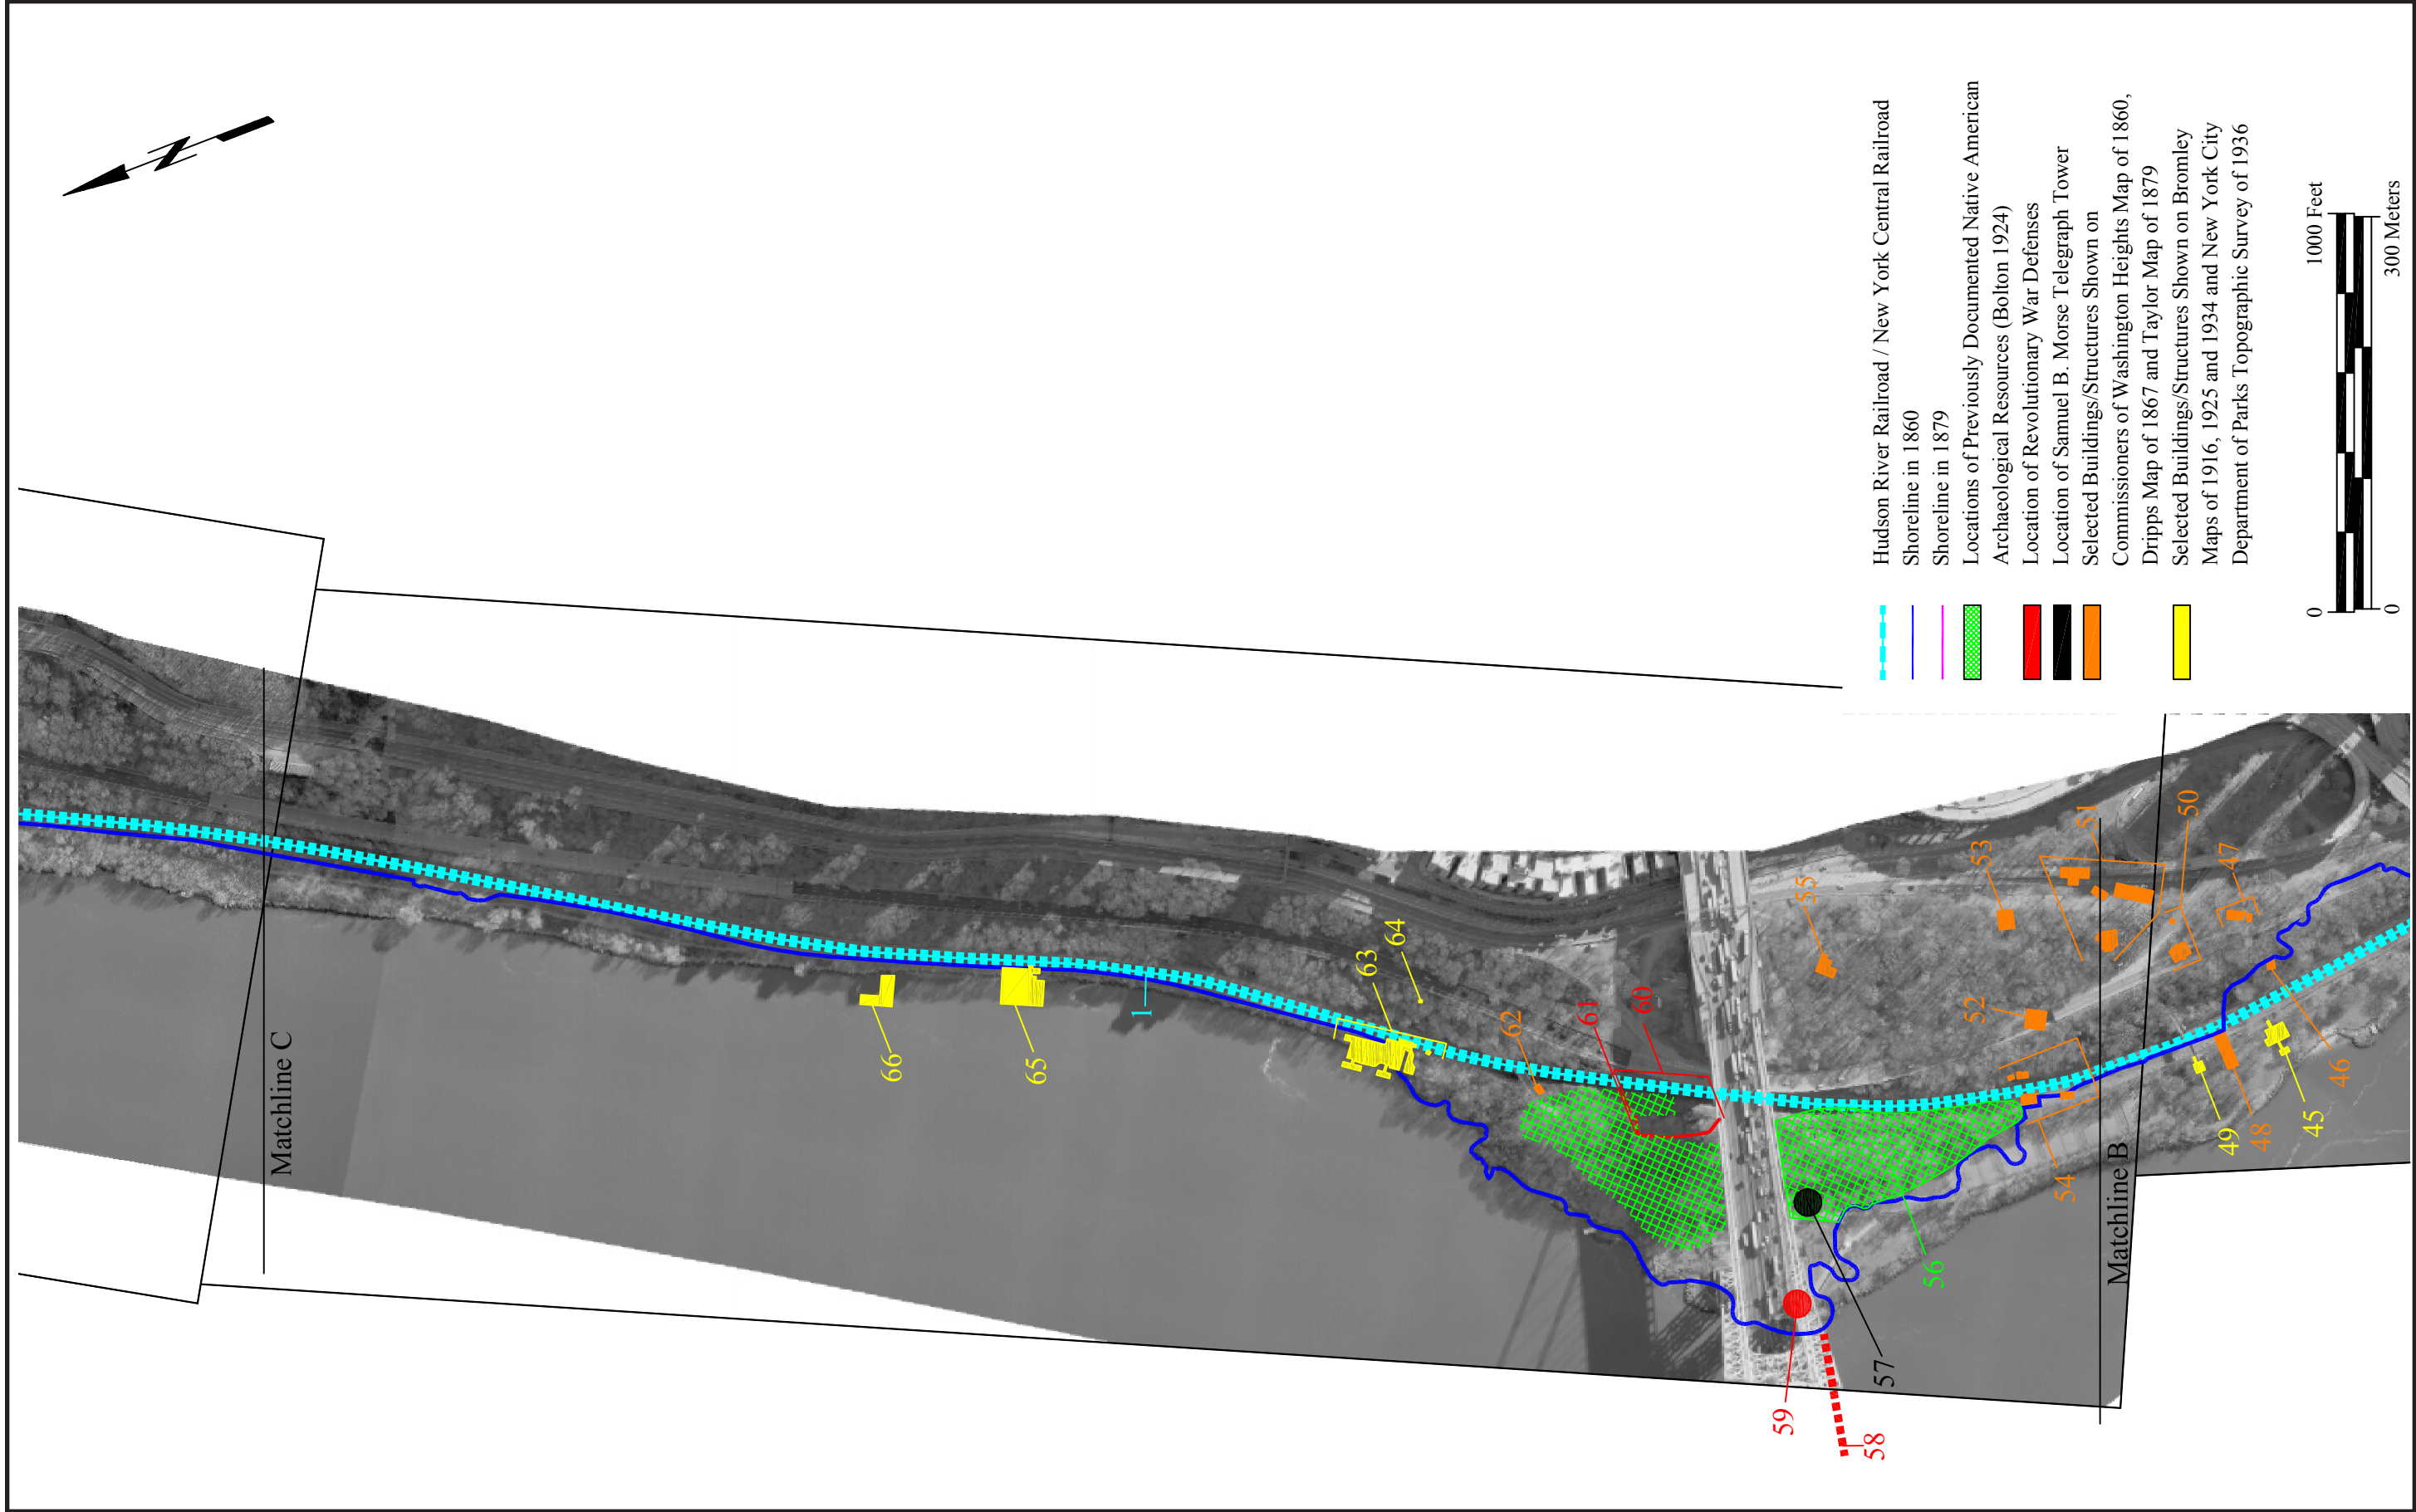 Hudson River Railroad / New York Central Railroad
Shoreline in 1860
Shoreline in 1879
Locations of Previously Documented Native American
Archaeological Resources (Bolton 1924)
Location of Revolutionary War Defenses
Location of Samuel B. Morse Telegraph Tower
Selected Buildings/Structures Shown on
Commissioners of Washington Heights Map of 1860,
Dripps Map of 1867 and Taylor Map of 1879
Selected Buildings/Structures Shown on Bromley
Maps of 1916, 1925 and 1934 and New York City
Department of Parks Topographic Survey of 1936
0
1000 Feet
0
300 Meters
N
Matchline C
66
65
1
63
64
62
61
60
59
58
57
56
55
53
52
51
50
47
54
Matchline B
49
48
45
46